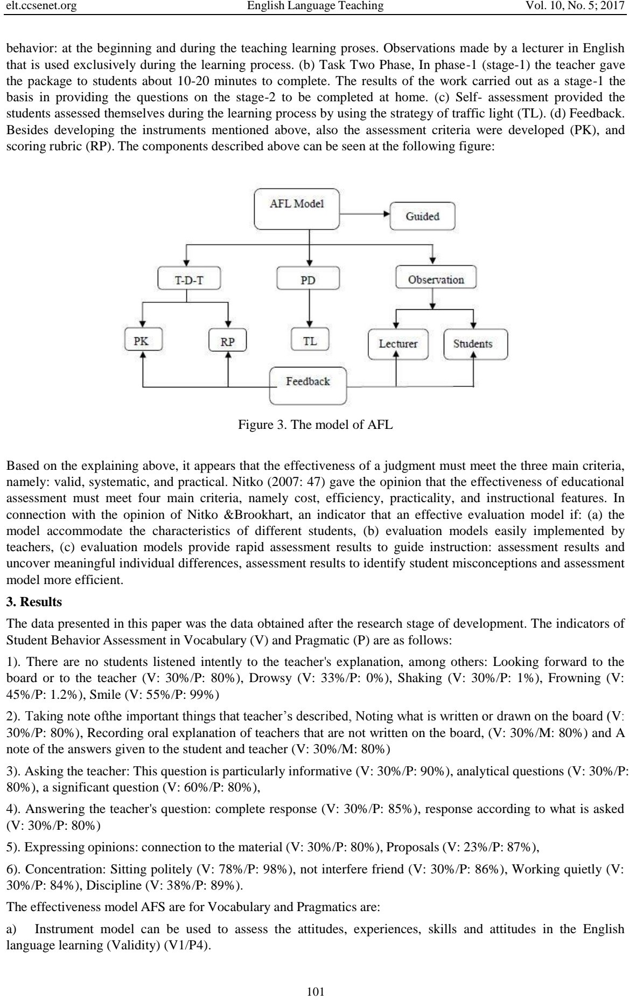 elt.ccsenet.org English Language Teaching Vol. 10, No. 5; 2017
behavior: at the beginning and during the teaching learning proses. Observations made by a lecturer in English
that is used exclusively during the learning process. (b) Task Two Phase, In phase-1 (stage-1) the teacher gave
the package to students about 10-20 minutes to complete. The results of the work carried out as a stage-1 the
basis in providing the questions on the stage-2 to be completed at home. (c) Self- assessment provided the
students assessed themselves during the learning process by using the strategy of traffic light (TL). (d) Feedback.
Besides developing the instruments mentioned above, also the assessment criteria were developed (PK), and
scoring rubric (RP). The components described above can be seen at the following figure:
AFL Model
Guided
T-D-T PD Observation
PK RP TL Lecturer Students
Feedback
Figure 3. The model of AFL
Based on the explaining above, it appears that the effectiveness of a judgment must meet the three main criteria,
namely: valid, systematic, and practical. Nitko (2007: 47) gave the opinion that the effectiveness of educational
assessment must meet four main criteria, namely cost, efficiency, practicality, and instructional features. In
connection with the opinion of Nitko &Brookhart, an indicator that an effective evaluation model if: (a) the
model accommodate the characteristics of different students, (b) evaluation models easily implemented by
teachers, (c) evaluation models provide rapid assessment results to guide instruction: assessment results and
uncover meaningful individual differences, assessment results to identify student misconceptions and assessment
model more efficient.
3. Results
The data presented in this paper was the data obtained after the research stage of development. The indicators of
Student Behavior Assessment in Vocabulary (V) and Pragmatic (P) are as follows:
1). There are no students listened intently to the teacher's explanation, among others: Looking forward to the
board or to the teacher (V: 30%/P: 80%), Drowsy (V: 33%/P: 0%), Shaking (V: 30%/P: 1%), Frowning (V:
45%/P: 1.2%), Smile (V: 55%/P: 99%)
2). Taking note ofthe important things that teacher’s described, Noting what is written or drawn on the board (V:
30%/P: 80%), Recording oral explanation of teachers that are not written on the board, (V: 30%/M: 80%) and A
note of the answers given to the student and teacher (V: 30%/M: 80%)
3). Asking the teacher: This question is particularly informative (V: 30%/P: 90%), analytical questions (V: 30%/P:
80%), a significant question (V: 60%/P: 80%),
4). Answering the teacher's question: complete response (V: 30%/P: 85%), response according to what is asked
(V: 30%/P: 80%)
5). Expressing opinions: connection to the material (V: 30%/P: 80%), Proposals (V: 23%/P: 87%),
6). Concentration: Sitting politely (V: 78%/P: 98%), not interfere friend (V: 30%/P: 86%), Working quietly (V:
30%/P: 84%), Discipline (V: 38%/P: 89%).
The effectiveness model AFS are for Vocabulary and Pragmatics are:
a) Instrument model can be used to assess the attitudes, experiences, skills and attitudes in the English
language learning (Validity) (V1/P4).
101